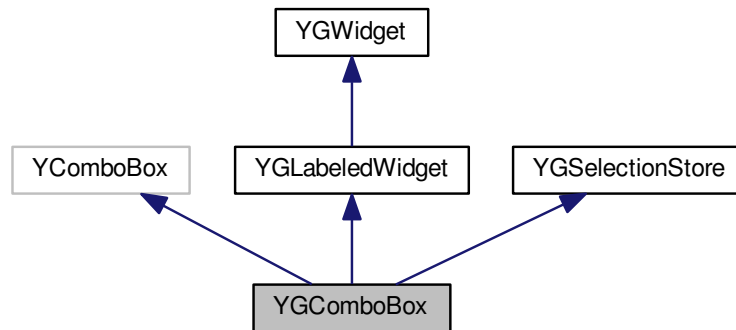 YGWidget
YComboBox
YGLabeledWidget
YGSelectionStore
YGComboBox